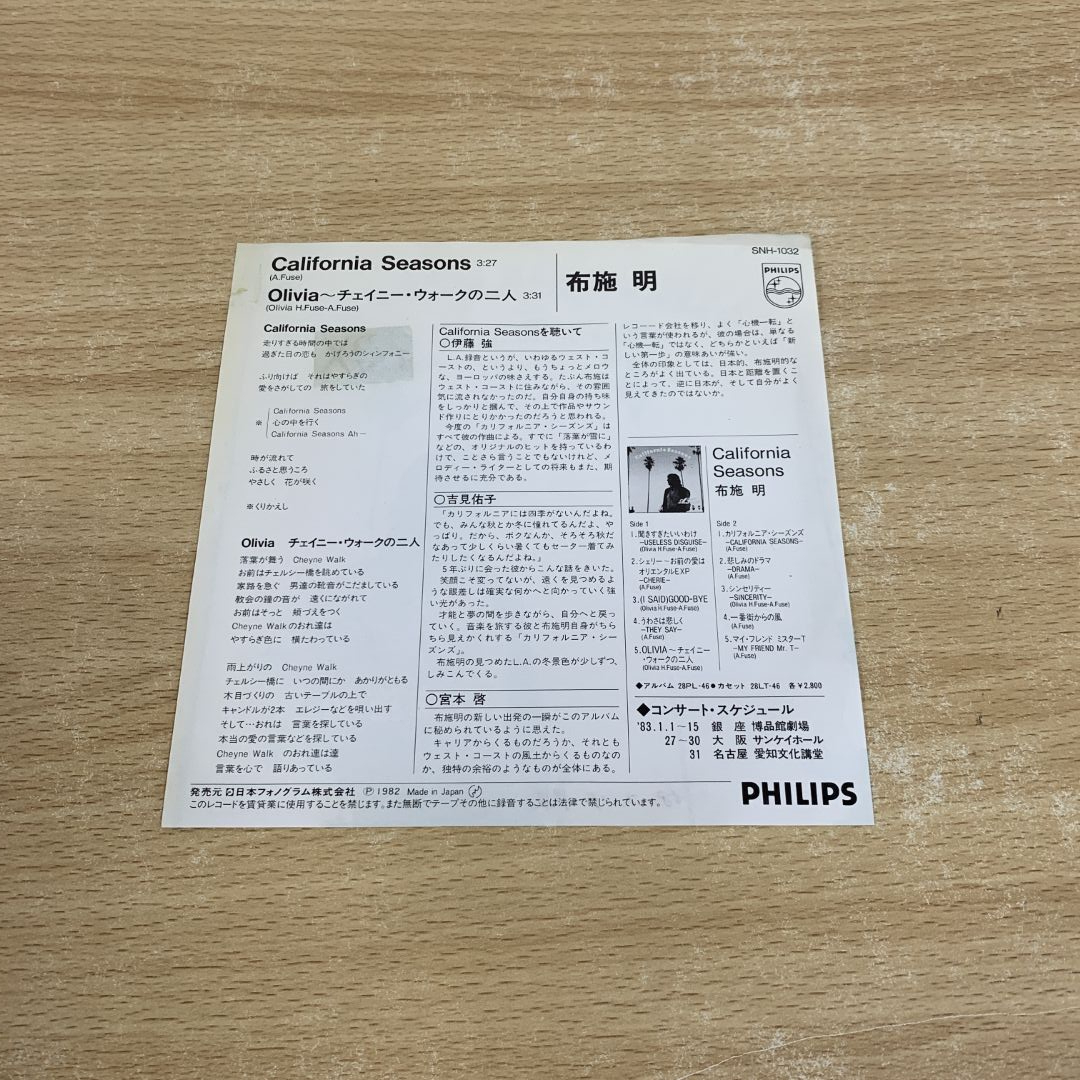 SNH-1032
California Seasons 3:27
(A.Fuse)
Olivia～チェイニー・ウォークの二人 3:31
(Olivia H.Fuse-A.Fuse)
布施 明
PHILIPS
California Seasons
走りすぎる時間の中では
過ぎた日の恋も かげろうのシィンフォニー
ふり向けば それはやすらぎの
愛をさがしての 旅をしていた
California Seasons
※ 心の中を行く
California Seasons Ah－
時が流れて
ふるさと思うころ
やさしく 花が咲く
※くりかえし
Olivia チェイニー・ウォークの二人
落葉が舞う Cheyne Walk
お前はチェルシー橋を眺めている
家路を急ぐ 男達の靴音がこだましている
教会の鐘の音が 遠くにながれて
お前はそっと 頬づえをつく
Cheyne Walkのおれ達は
やすらぎ色に 横たわっている
雨上がりの Cheyne Walk
チェルシー橋に いつの間にか あかりがともる
木目づくりの 古いテーブルの上で
キャンドルが2本 エレジーなどを唄い出す
そして…おれは 言葉を探している
本当の愛の言葉などを探している
Cheyne Walk のおれ達は
言葉を心で 語りあっている
California Seasonsを聴いて
○伊藤 強
L.A.録音というが、いわゆるウェスト・コ
ーストの、というより、もうちょっとメロウ
な、ヨーロッパの味さえする。たぶん布施は
ウェスト・コーストに住みながら、その雰囲
気に流されなかったのだ。自分自身の持ち味
をしっかりと掴んで、その上で作品やサウン
ド作りにとりかかったのだろうと思われる。
今度の「カリフォルニア・シーズンズ」は
すべて彼の作曲による。すでに「落葉が雪に」
などの、オリジナルのヒットを持っているわ
けで、ことさら言うことでもないけれど、メ
ロディー・ライターとしての将来もまた、期
待させるに充分である。
○吉見佑子
「カリフォルニアには四季がないんだよね。
でも、みんな秋とか冬に憧れてるんだよ、や
っぱり。だから、ボクなんか、そろそろ秋だ
なあって少しくらい暑くてもセーター着てみ
たりしたくなるんだよね。」
5年ぶりに会った彼からこんな話をきいた。
笑顔こそ変ってないが、遠くを見つめるよう
な眼差しは確実な何かへと向かっていく強
い光があった。
才能と夢の間を歩きながら、自分へと戻っ
ていく。音楽を旅する彼と布施明自身がちら
ちら見えかくれする「カリフォルニア・シー
ズンズ」。
布施明の見つめたL.A.の冬景色が少しずつ、
しみこんでくる。
○宮本 啓
布施明の新しい出発の一瞬がこのアルバム
に秘められているように思えた。
キャリアからくるものだろうか、それとも
ウェスト・コーストの風土からくるものなの
か、独特の余裕のようなものが全体にある。
レコード会社を移り、よく「心機一転」と
いう言葉が使われるが、彼の場合は、単なる
「心機一転」ではなく、どちらかといえば「新
しい第一歩」の意味あいが強い。
全体の印象としては、日本的、布施明的な
ところがよく出ている。日本と距離を置くこ
とによって、逆に日本が、そして自分がよく
見えてきたのではないか。
California Seasons
California
Seasons
布施 明
Side 1
1.聞きすぎたいいわけ
－USELESS DISGUISE－
(Olivia H.Fuse-A.Fuse)
2.シェリー～お前の愛は
オリエンタルEXP
－CHERIE－
(A.Fuse)
3.(I SAID)GOOD-BYE
(Olivia H.Fuse-A.Fuse)
4.うわさは悲しく
－THEY SAY－
(A.Fuse)
5.OLIVIA～チェイニー
・ウォークの二人
(Olivia H.Fuse-A.Fuse)
Side 2
1.カリフォルニア・シーズンズ
－CALIFORNIA SEASONS－
(A.Fuse)
2.悲しみのドラマ
－DRAMA－
(A.Fuse)
3.シンセリティー
－SINCERITY－
(Olivia H.Fuse-A.Fuse)
4.一番街からの風
(A.Fuse)
5.マイ・フレンド ミスターT
－MY FRIEND Mr. T－
(A.Fuse)
◆アルバム 28PL-46●カセット 28LT-46 各￥2,800
◆コンサート・スケジュール
'83.1.1～15 銀 座 博品館劇場
27～30 大 阪 サンケイホール
31 名古屋 愛知文化講堂
発売元 日本フォノグラム株式会社 Ⓟ1982 Made in Japan
このレコードを賃貸業に使用することを禁じます。また無断でテープその他に録音することは法律で禁じられています。
PHILIPS